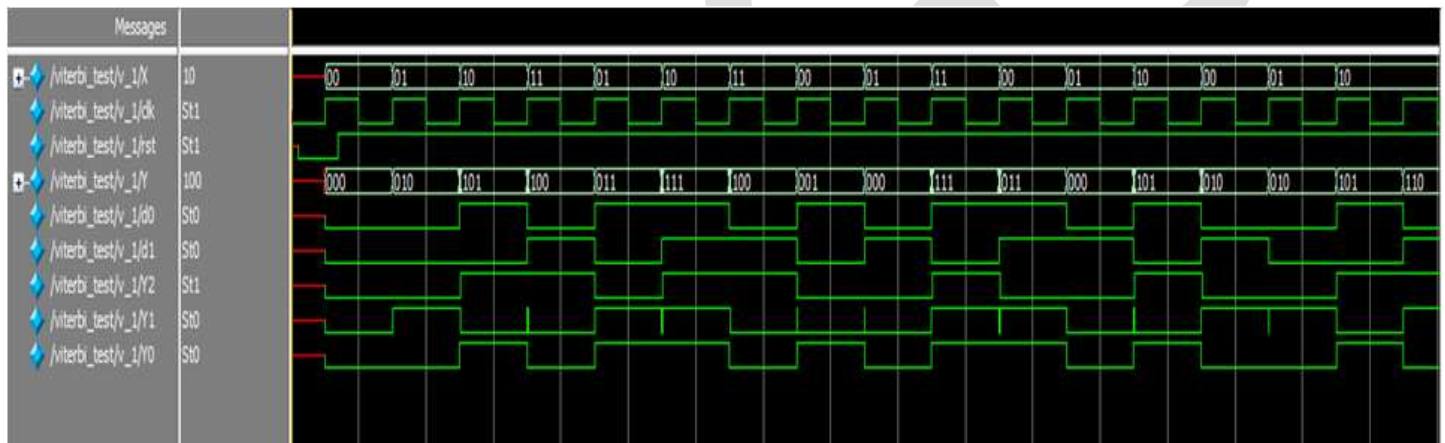 Messages
/viterbi_test/v_1/X 10 00 01 10 11 01 10 11 00 01 11 00 01 10 00 01 10
/viterbi_test/v_1/clk St1
/viterbi_test/v_1/rst St1
/viterbi_test/v_1/Y 100 000 010 101 100 011 111 100 001 000 111 011 000 101 010 010 101 110
/viterbi_test/v_1/d0 St0
/viterbi_test/v_1/d1 St0
/viterbi_test/v_1/Y2 St1
/viterbi_test/v_1/Y1 St0
/viterbi_test/v_1/Y0 St0